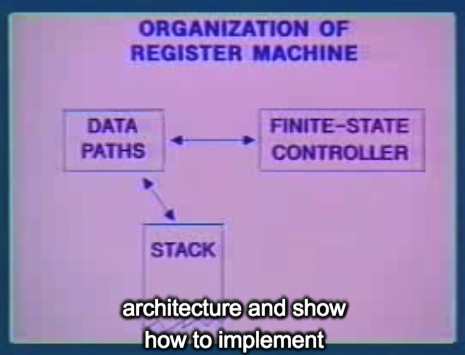 ORGANIZATION OF
REGISTER MACHINE
DATA
PATHS
FINITE-STATE
CONTROLLER
STACK
architecture and show
how to implement